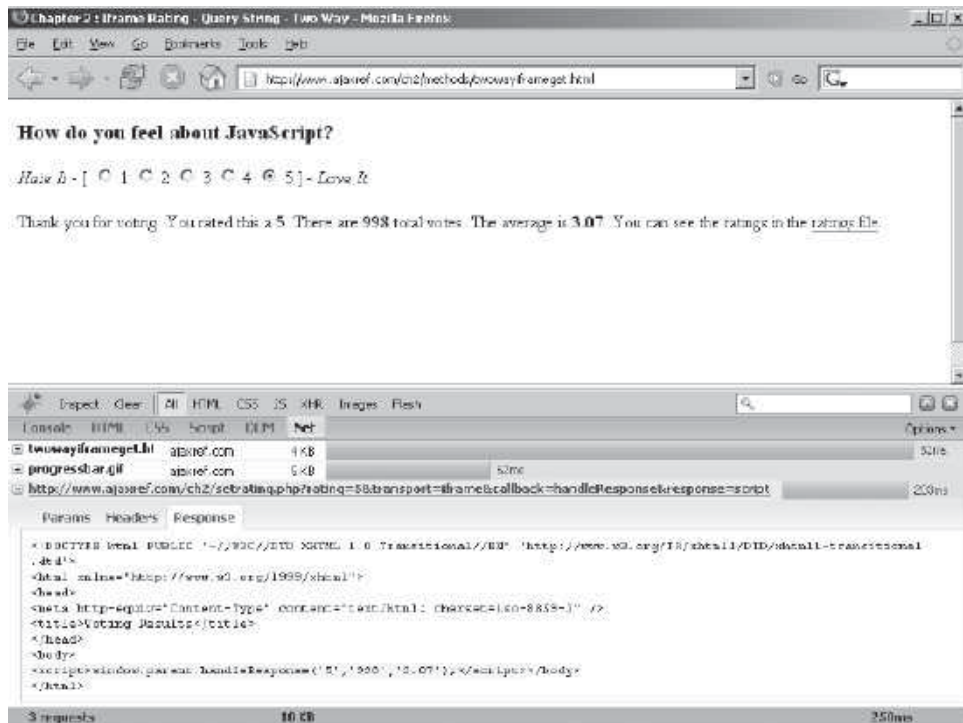 Chapter 2 : Iframe Rating - Query String - Two Way - Mozilla Firefox
File Edit View Go Bookmarks Tools Help
http://www.ajaxref.com/ch2/methods/twowayiframeget.html Go
How do you feel about JavaScript?
Hate It - [ 1 2 3 4 5 ] - Love It
Thank you for voting. You rated this a 5. There are 998 total votes. The average is 3.07. You can see the ratings in the ratings file.
Inspect Clear All HTML CSS JS XHR Images Flash
Console HTML CSS Script DOM Net Options
twowayiframeget.ht ajaxref.com 4 KB
progressbar.gif ajaxref.com
http://www.ajaxref.com/ch2/setrating.php?rating=5&transport=iframe&callback=handleResponse&response=script
Params Headers Response
<!DOCTYPE html PUBLIC "-//W3C//DTD XHTML 1.0 Transitional//EN" "http://www.w3.org/TR/xhtml1/DTD/xhtml1-transitional
.dtd">
<html xmlns="http://www.w3.org/1999/xhtml">
<head>
<meta http-equiv="Content-Type" content="text/html; charset=iso-8859-1" />
<title>Voting Results</title>
</head>
<body>
<script>window.parent.handleResponse('5','998','3.07');</script></body>
</html>
3 requests 10 KB 250ms